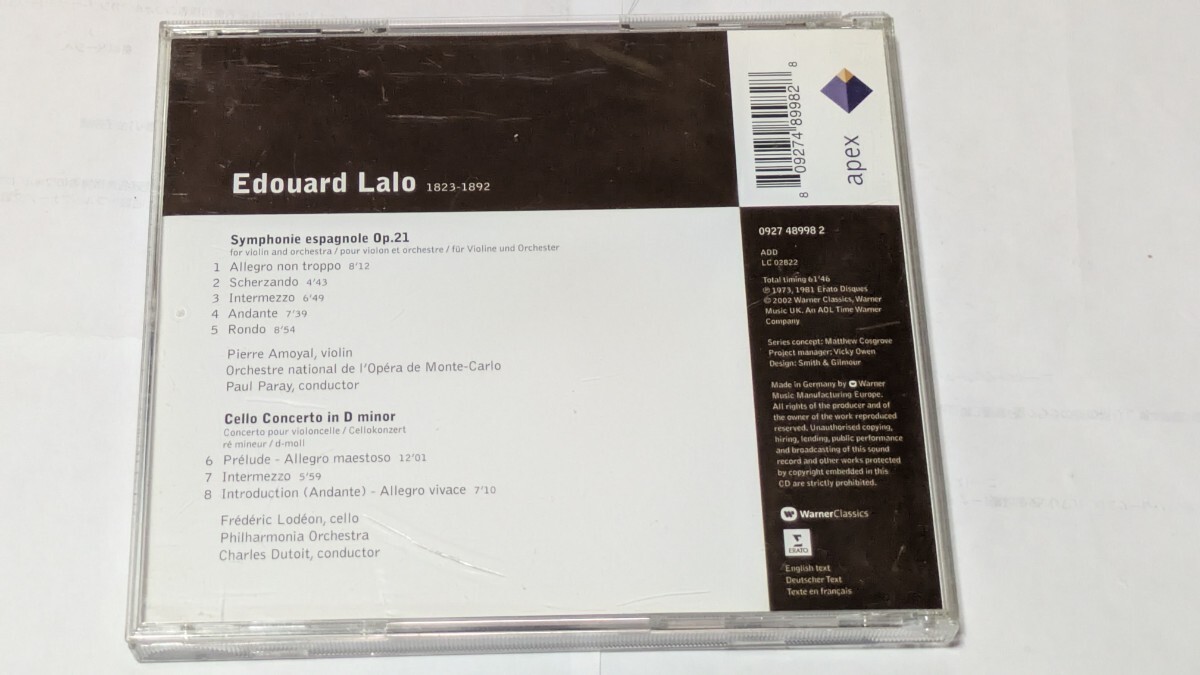 Edouard Lalo 1823-1892
Symphonie espagnole Op.21
for violin and orchestra / pour violon et orchestre / für Violine und Orchester
1 Allegro non troppo 8'12
2 Scherzando 4'43
3 Intermezzo 6'49
4 Andante 7'39
5 Rondo 8'54
Pierre Amoyal, violin
Orchestre national de l'Opéra de Monte-Carlo
Paul Paray, conductor
Cello Concerto in D minor
Concerto pour violoncelle / Cellokonzert
ré mineur / d-moll
6 Prélude - Allegro maestoso 12'01
7 Intermezzo 5'59
8 Introduction (Andante) - Allegro vivace 7'10
Frédéric Lodéon, cello
Philharmonia Orchestra
Charles Dutoit, conductor
8 09274 89982 8
apex
0927 48998 2
ADD
LC 02822
Total timing 61'46
℗ 1973, 1981 Erato Disques
© 2002 Warner Classics, Warner
Music UK. An AOL Time Warner
Company
Series concept: Matthew Cosgrove
Project manager: Vicky Owen
Design: Smith & Gilmour
Made in Germany by Warner
Music Manufacturing Europe.
All rights of the producer and of
the owner of the work reproduced
reserved. Unauthorised copying,
hiring, lending, public performance
and broadcasting of this sound
record and other works protected
by copyright embedded in this
CD are strictly prohibited.
WarnerClassics
ERATO
English text
Deutscher Text
Texte en français